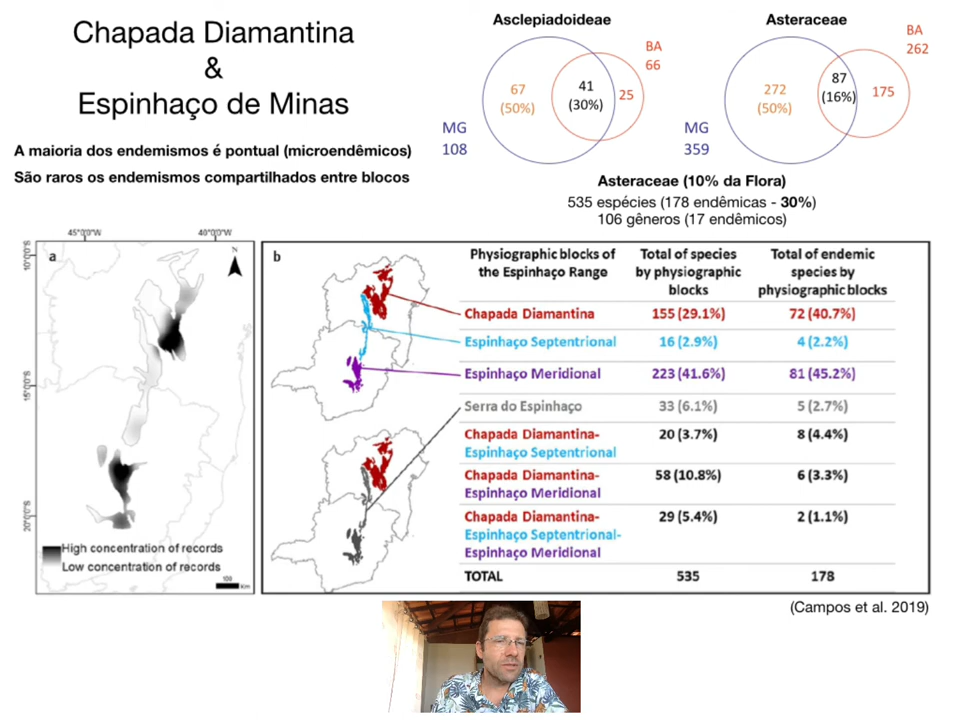 Chapada Diamantina
&
Espinhaço de Minas
A maioria dos endemismos é pontual (microendêmicos)
São raros os endemismos compartilhados entre blocos
Asclepiadoideae
BA
66
67
(50%)
41
(30%)
25
MG
108
Asteraceae
BA
262
272
(50%)
87
(16%)
175
MG
359
Asteraceae (10% da Flora)
535 espécies (178 endêmicas - 30%)
106 gêneros (17 endêmicos)
45°0'0"S
40°0'0"S
10°0'0"S
15°0'0"S
20°0'0"S
a
N
High concentration of records
Low concentration of records
100
Km
b
Physiographic blocks of the Espinhaço Range | Total of species by physiographic blocks | Total of endemic species by physiographic blocks
Chapada Diamantina 155 (29.1%) 72 (40.7%)
Espinhaço Septentrional 16 (2.9%) 4 (2.2%)
Espinhaço Meridional 223 (41.6%) 81 (45.2%)
Serra do Espinhaço 33 (6.1%) 5 (2.7%)
Chapada Diamantina- 20 (3.7%) 8 (4.4%)
Espinhaço Septentrional
Chapada Diamantina- 58 (10.8%) 6 (3.3%)
Espinhaço Meridional
Chapada Diamantina- 29 (5.4%) 2 (1.1%)
Espinhaço Septentrional-
Espinhaço Meridional
TOTAL 535 178
(Campos et al. 2019)